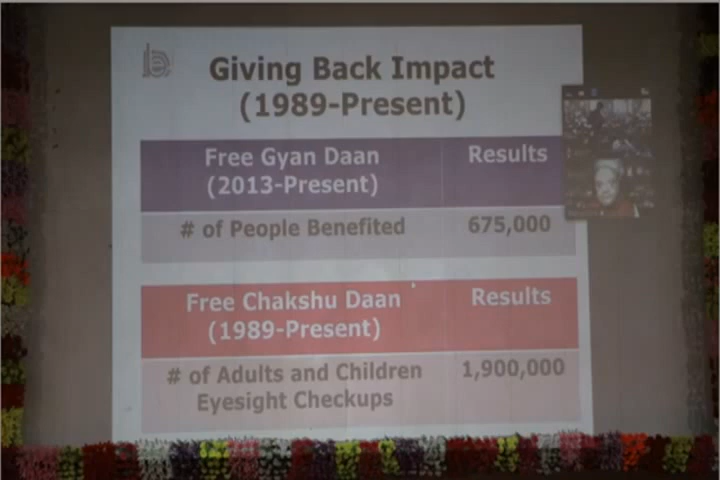 Giving Back Impact
(1989-Present)
Free Gyan Daan Results
(2013-Present)
# of People Benefited 675,000
Free Chakshu Daan Results
(1989-Present)
# of Adults and Children 1,900,000
Eyesight Checkups